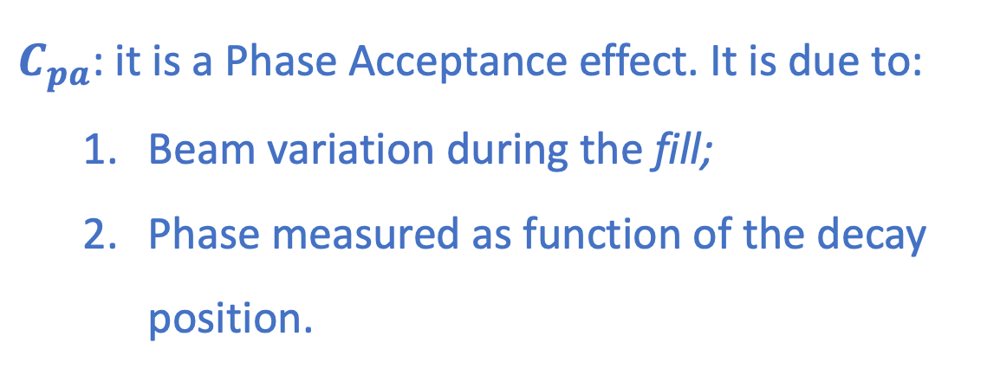 C_pa: it is a Phase Acceptance effect. It is due to:
1. Beam variation during the fill;
2. Phase measured as function of the decay
position.